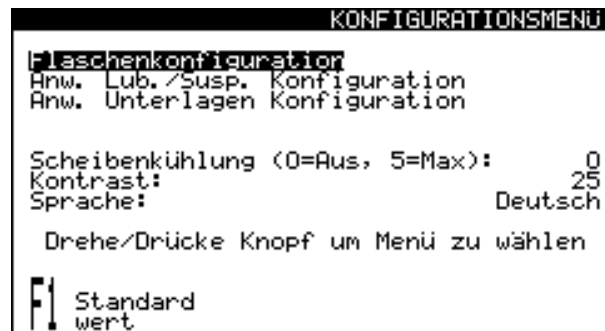 KONFIGURATIONSMENü
Flaschenkonfiguration
Anw. Lub./Susp. Konfiguration
Anw. Unterlagen Konfiguration
Scheibenkühlung (0=Aus, 5=Max): 0
Kontrast: 25
Sprache: Deutsch
Drehe/Drücke Knopf um Menü zu wählen
F1 Standard
wert